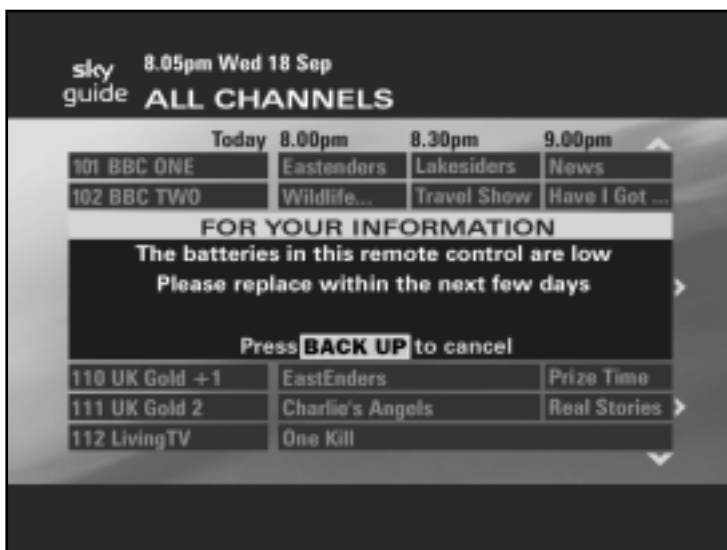 sky guide
8.05pm Wed 18 Sep
ALL CHANNELS
Today 8.00pm 8.30pm 9.00pm
101 BBC ONE Eastenders Lakesiders News
102 BBC TWO Wildlife... Travel Show Have I Got ...
FOR YOUR INFORMATION
The batteries in this remote control are low
Please replace within the next few days
Press BACK UP to cancel
110 UK Gold +1 EastEnders Prize Time
111 UK Gold 2 Charlie's Angels Real Stories
112 LivingTV One Kill